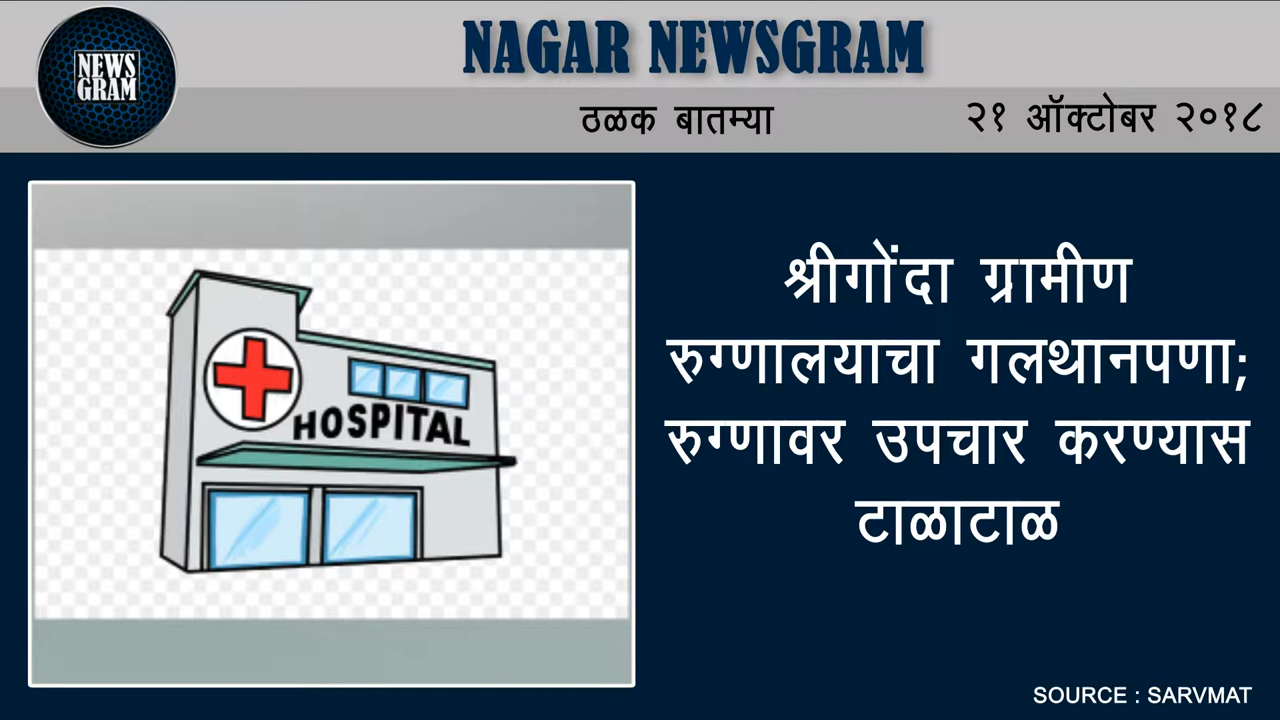 NEWS
GRAM
NAGAR NEWSGRAM
ठळक बातम्या
२१ ऑक्टोबर २०१८
HOSPITAL
श्रीगोंदा ग्रामीण
रुग्णालयाचा गलथानपणा;
रुग्णावर उपचार करण्यास
टाळाटाळ
SOURCE : SARVMAT